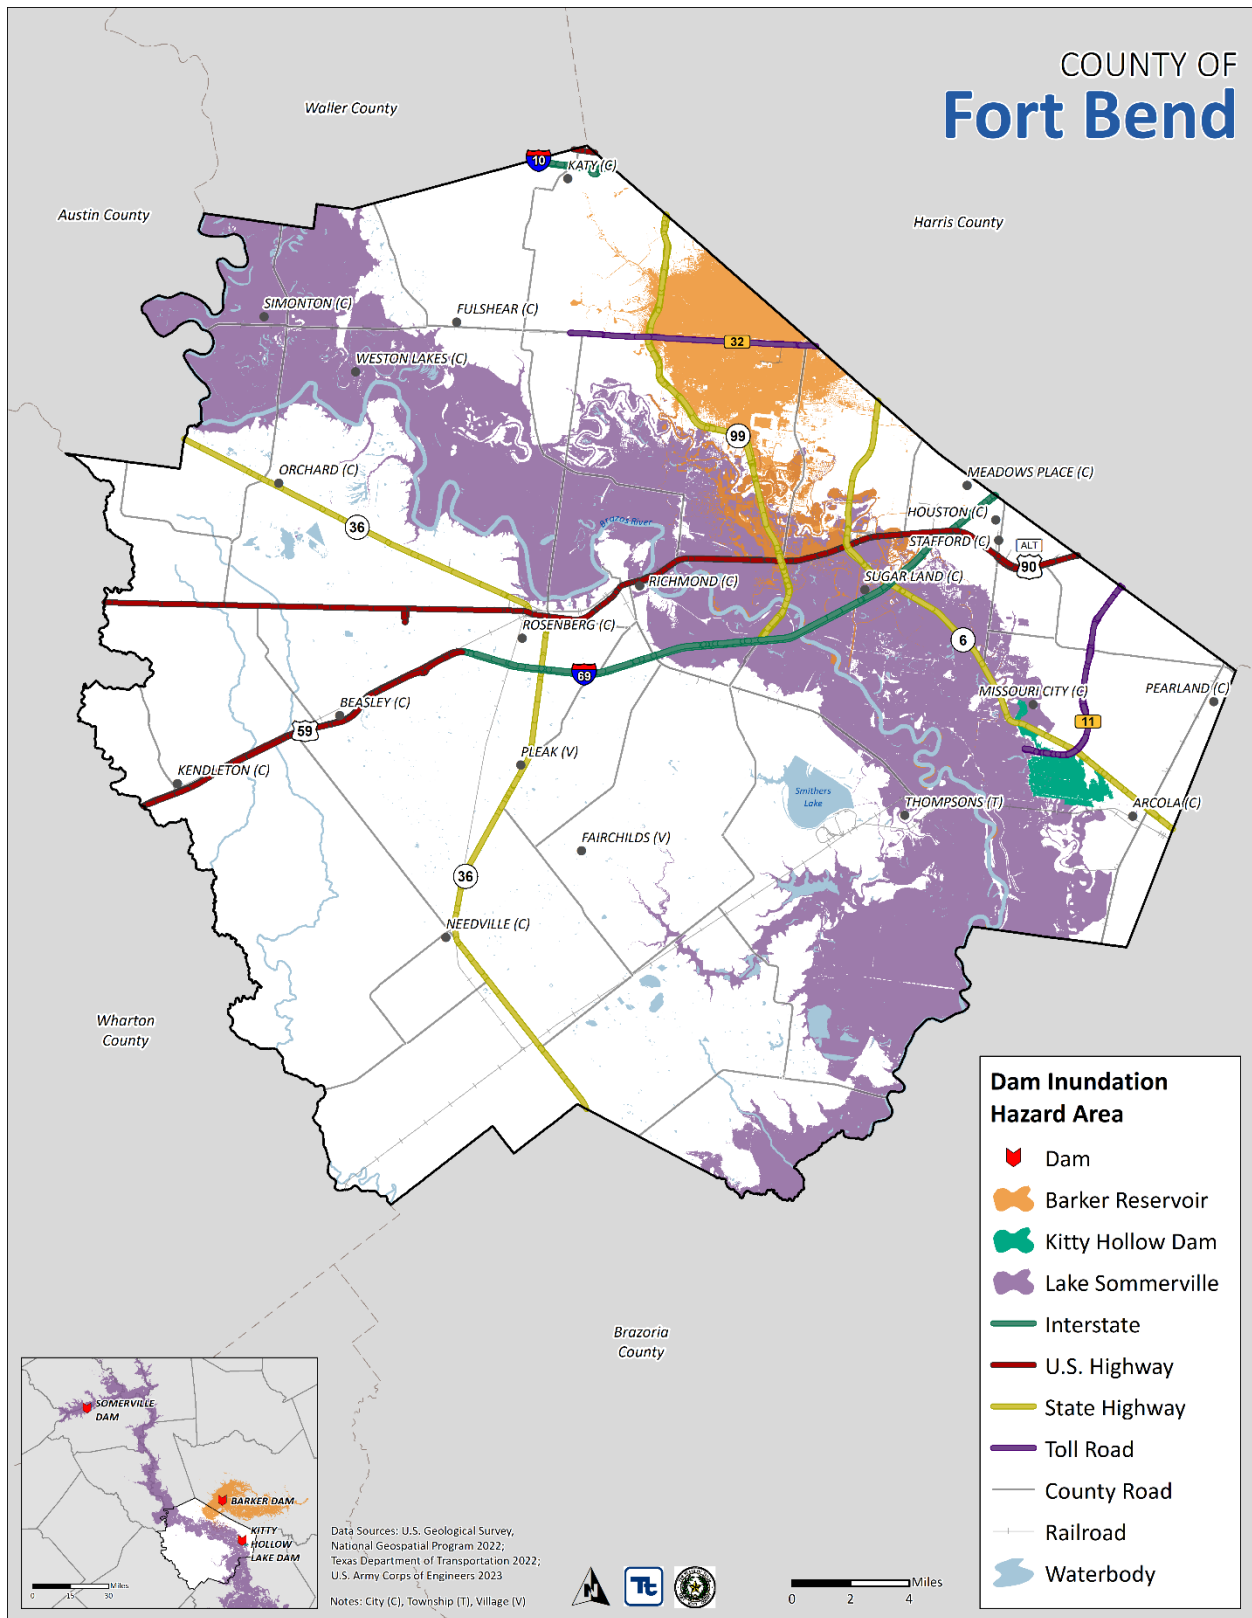 COUNTY OF
Fort Bend
Waller County
10
KATY (C)
Austin County
Harris County
SIMONTON (C)
FULSHEAR (C)
32
WESTON LAKES (C)
99
ORCHARD (C)
MEADOWS PLACE (C)
36
HOUSTON (C)
Brazos River
STAFFORD (C)
ALT
90
RICHMOND (C)
SUGAR LAND (C)
ROSENBERG (C)
6
69
MISSOURI CITY (C)
PEARLAND (C)
BEASLEY (C)
59
11
PLEAK (V)
KENDLETON (C)
Smithers
Lake
THOMPSONS (T)
ARCOLA (C)
FAIRCHILDS (V)
36
NEEDVILLE (C)
Wharton
County
Brazoria
County
Dam Inundation
Hazard Area
Dam
Barker Reservoir
Kitty Hollow Dam
Lake Sommerville
Interstate
U.S. Highway
State Highway
Toll Road
County Road
Railroad
Waterbody
SOMERVILLE
DAM
BARKER DAM
KITTY
HOLLOW
LAKE DAM
Miles
0 15 30
Data Sources: U.S. Geological Survey,
National Geospatial Program 2022;
Texas Department of Transportation 2022;
U.S. Army Corps of Engineers 2023
Notes: City (C), Township (T), Village (V)
N
Tt
Miles
0 2 4